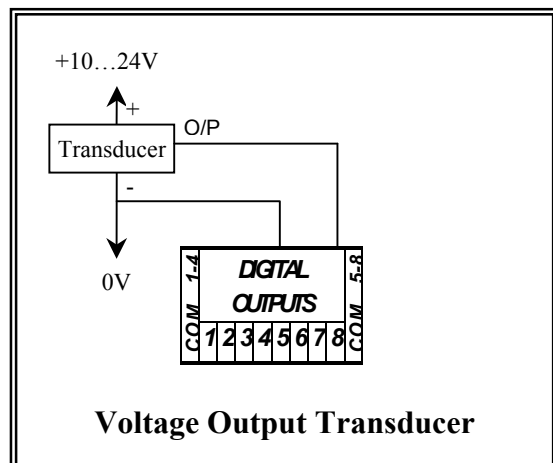 +10…24V
+
O/P
Transducer
-
0V
COM 1-4
DIGITAL
OUTPUTS
1 2 3 4 5 6 7 8
COM 5-8
Voltage Output Transducer